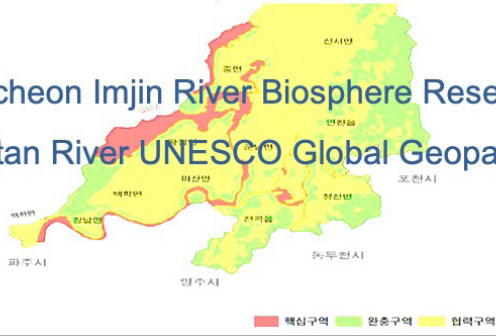 신서면
중면
cheon Imjin River Biosphere Rese
연천읍
군남면
tan River UNESCO Global Geopa
미산면
포천시
백학면
청산면
장남면
전곡읍
파주시
동두천시
양주시
핵심구역 완충구역 협력구역